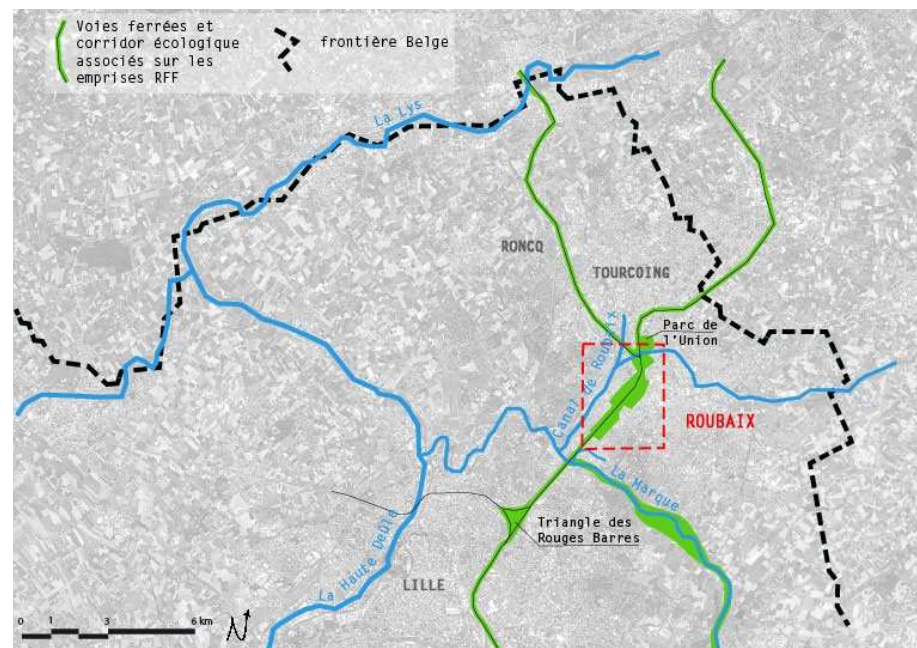 Voies ferrées et
corridor écologique
associés sur les
emprises RFF
frontière Belge
La Lys
RONCQ
TOURCOING
Parc de
l'Union
Canal de Roubaix
ROUBAIX
La Marque
Triangle des
Rouges Barres
La Haute Deûle
LILLE
0 1 3 6 km
N